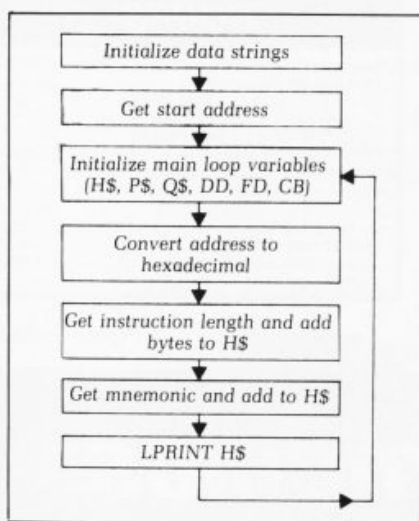 Initialize data strings
Get start address
Initialize main loop variables
(H$, P$, Q$, DD, FD, CB)
Convert address to
hexadecimal
Get instruction length and add
bytes to H$
Get mnemonic and add to H$
LPRINT H$